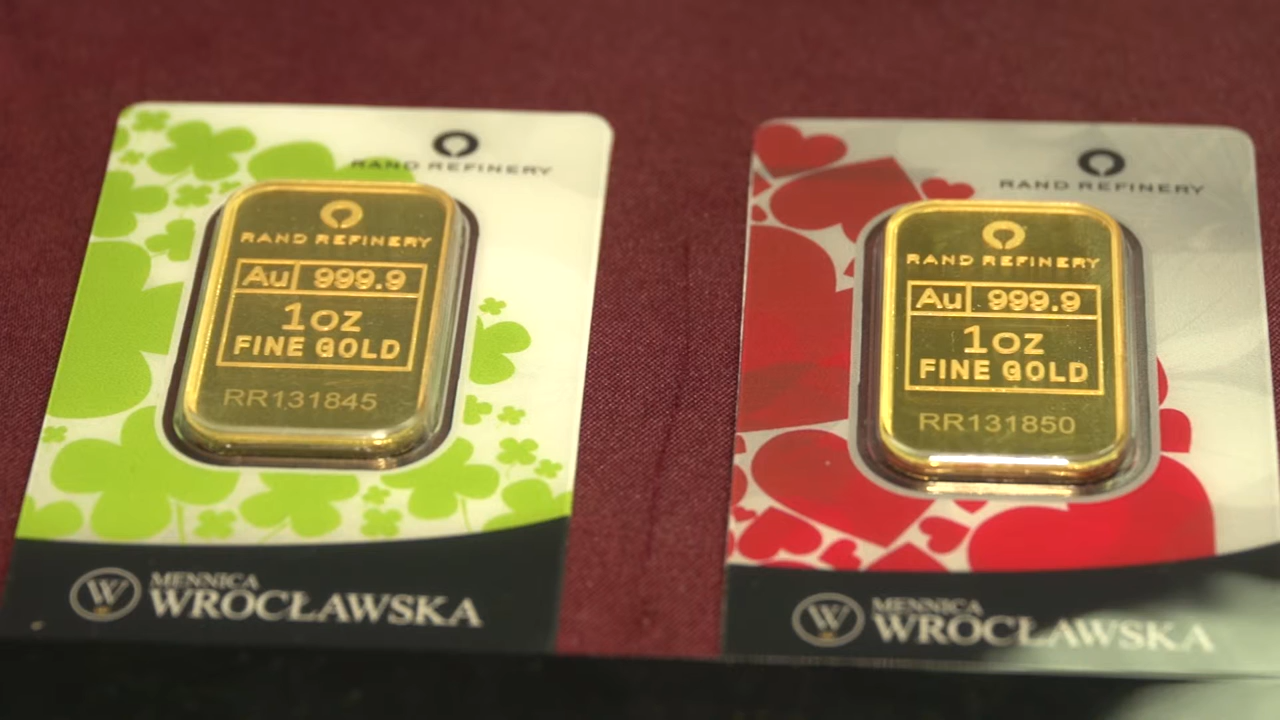 RAND REFINERY
RAND REFINERY
Au 999.9
1oz
FINE GOLD
RR131845
W MENNICA
WROCŁAWSKA
RAND REFINERY
RAND REFINERY
Au 999.9
1oz
FINE GOLD
RR131850
W MENNICA
WROCŁAWSKA